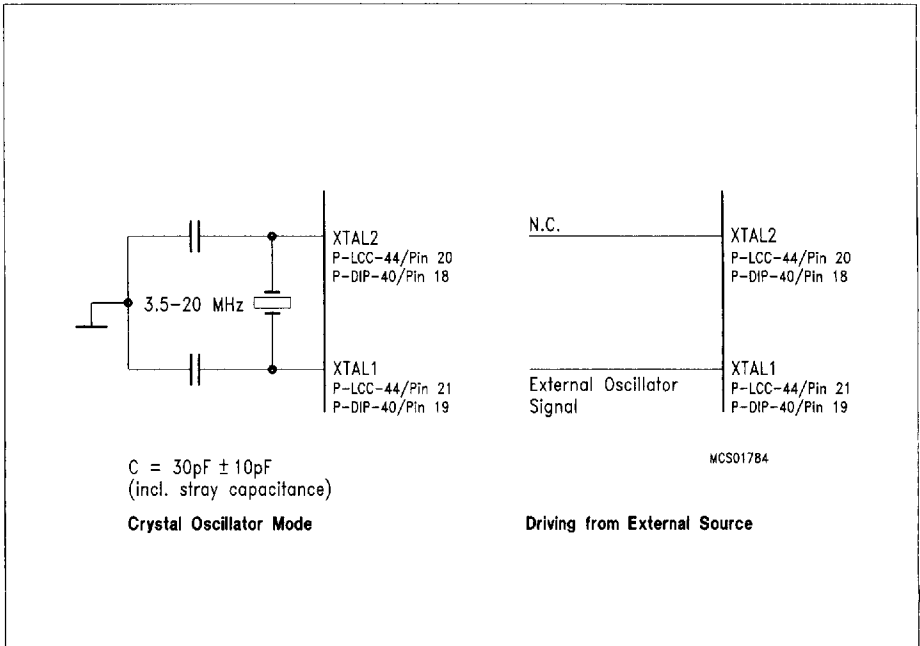 XTAL2
P-LCC-44/Pin 20
P-DIP-40/Pin 18
3.5-20 MHz
XTAL1
P-LCC-44/Pin 21
P-DIP-40/Pin 19
C = 30pF ± 10pF
(incl. stray capacitance)
Crystal Oscillator Mode
N.C.
XTAL2
P-LCC-44/Pin 20
P-DIP-40/Pin 18
External Oscillator
Signal
XTAL1
P-LCC-44/Pin 21
P-DIP-40/Pin 19
MCS01784
Driving from External Source